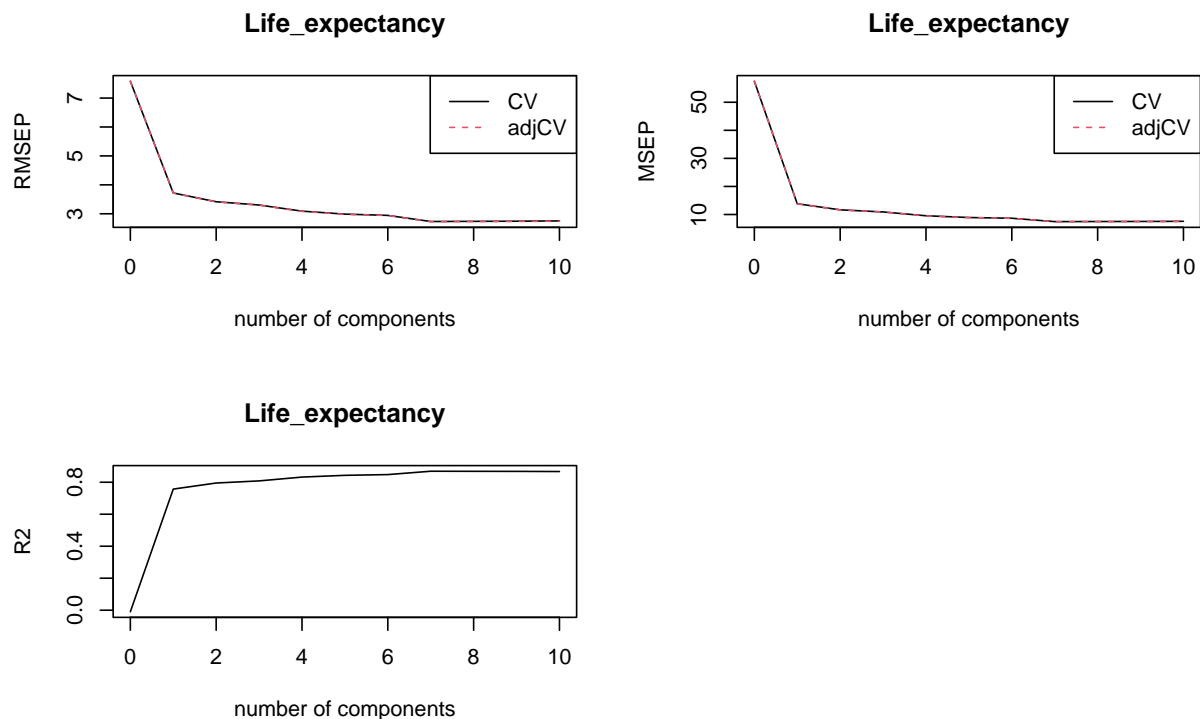 Life_expectancy
RMSEP
7
5
3
CV
adjCV
0 2 4 6 8 10
number of components
Life_expectancy
MSEP
50
30
10
CV
adjCV
0 2 4 6 8 10
number of components
Life_expectancy
R2
0.8
0.4
0.0
0 2 4 6 8 10
number of components